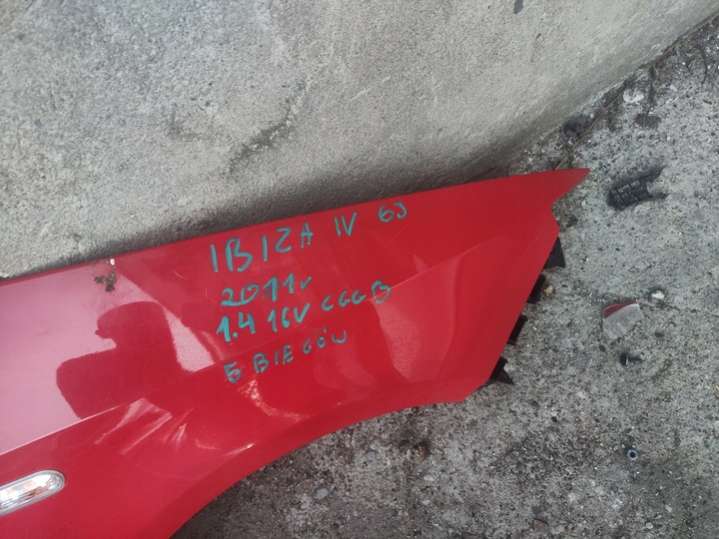 IBIZA IV 6J
2011r
1.4 16V CGGB
5 BIEGÓW